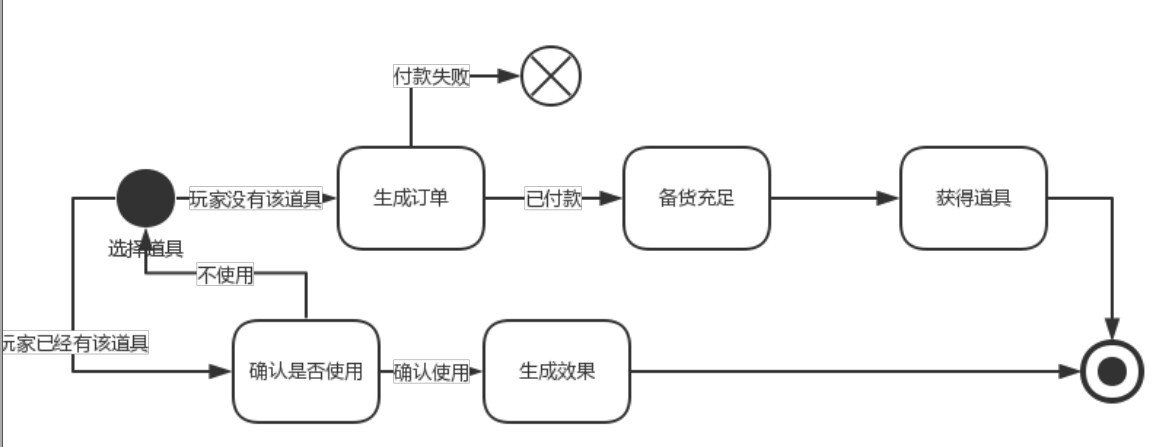 付款失败
玩家没有该道具
生成订单
已付款
备货充足
获得道具
选择道具
不使用
玩家已经有该道具
确认是否使用
确认使用
生成效果